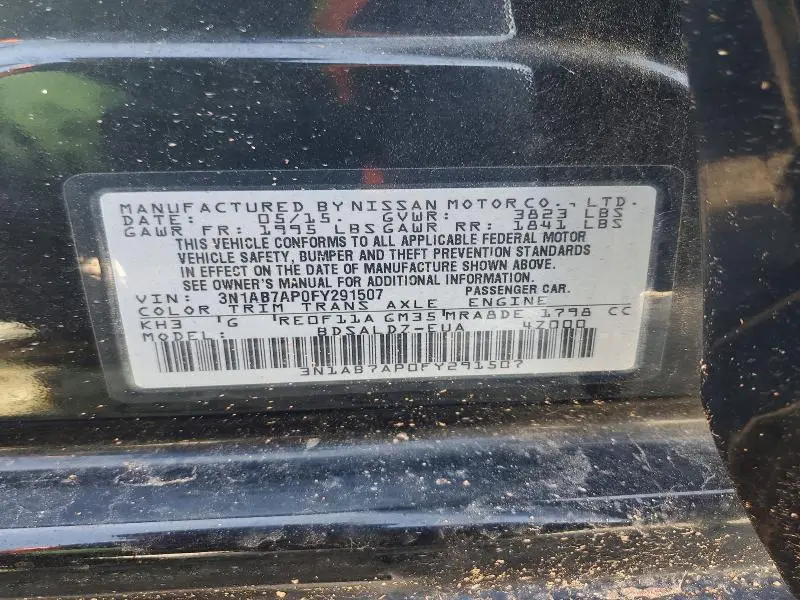 MANUFACTURED BY NISSAN MOTOR CO., LTD.
DATE: 05/15. GVWR: 3823 LBS
GAWR FR: 1995 LBS GAWR RR: 1841 LBS
THIS VEHICLE CONFORMS TO ALL APPLICABLE FEDERAL MOTOR
VEHICLE SAFETY, BUMPER AND THEFT PREVENTION STANDARDS
IN EFFECT ON THE DATE OF MANUFACTURE SHOWN ABOVE.
SEE OWNER'S MANUAL FOR ADDITIONAL INFORMATION.
VIN: 3N1AB7AP0FY291507 PASSENGER CAR.
COLOR TRIM TRANS AXLE ENGINE
KH3 G RE0F11A GM35 MRA8DE 1798 CC
MODEL: BDSALD7-EUA 4Z000
3N1AB7AP0FY291507